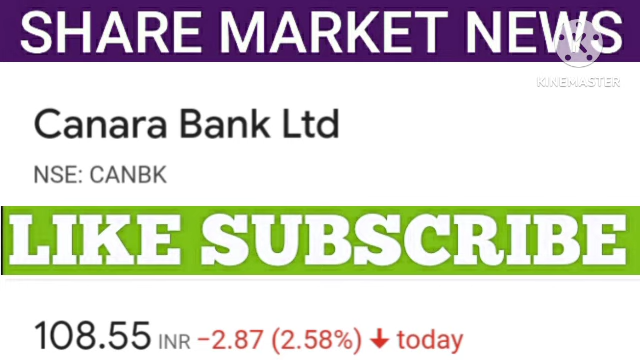 SHARE MARKET NEWS
KINEMASTER
Canara Bank Ltd
NSE: CANBK
LIKE SUBSCRIBE
108.55 INR −2.87 (2.58%) ↓ today